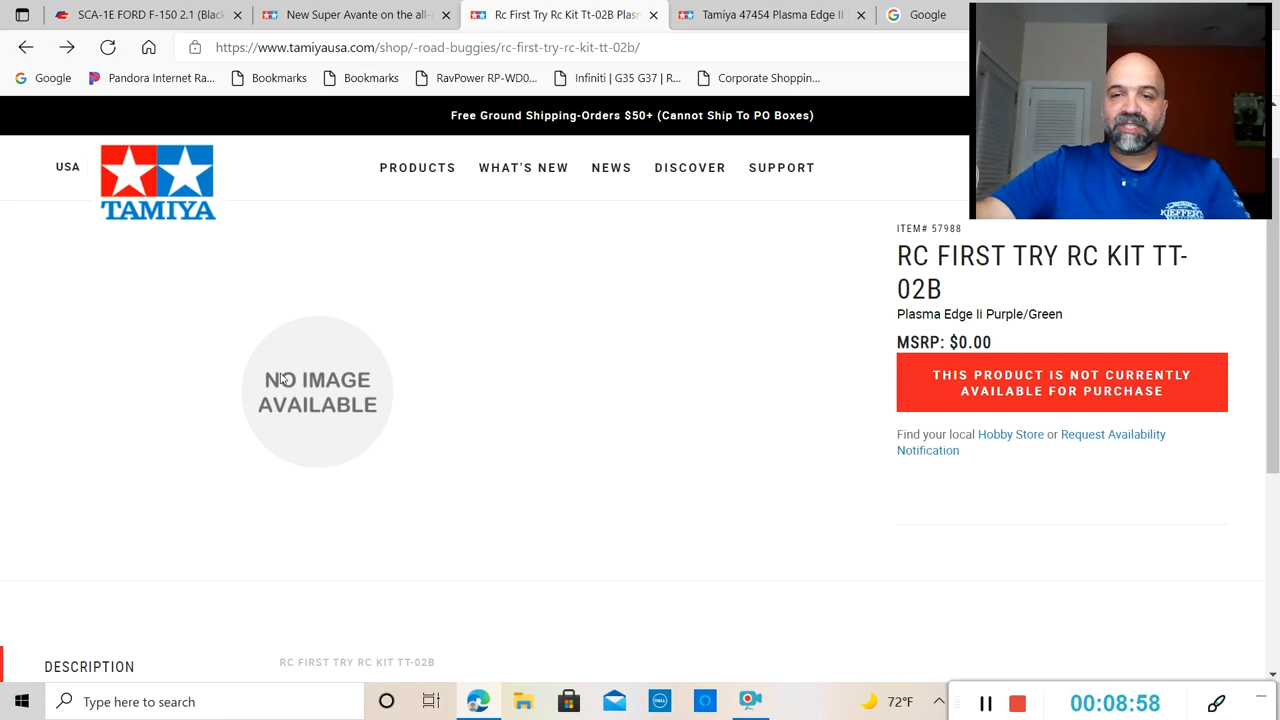 SCA-1E FORD F-150 2.1 (Black
New Super Avante on the all-
Rc First Try Rc Kit Tt-02B Plasm
Tamiya 47454 Plasma Edge Ii
Google
https://www.tamiyausa.com/shop/-road-buggies/rc-first-try-rc-kit-tt-02b/
Google
Pandora Internet Ra...
Bookmarks
Bookmarks
RavPower RP-WD0...
Infiniti | G35 G37 | R...
Corporate Shoppin...
Free Ground Shipping-Orders $50+ (Cannot Ship To PO Boxes)
USA
TAMIYA
PRODUCTS
WHAT'S NEW
NEWS
DISCOVER
SUPPORT
KIEFFER'S
ITEM# 57988
RC FIRST TRY RC KIT TT-
02B
Plasma Edge Ii Purple/Green
MSRP: $0.00
THIS PRODUCT IS NOT CURRENTLY
AVAILABLE FOR PURCHASE
Find your local Hobby Store or Request Availability
Notification
NO IMAGE
AVAILABLE
DESCRIPTION
RC FIRST TRY RC KIT TT-02B
Type here to search
DELL
72°F
00:08:58